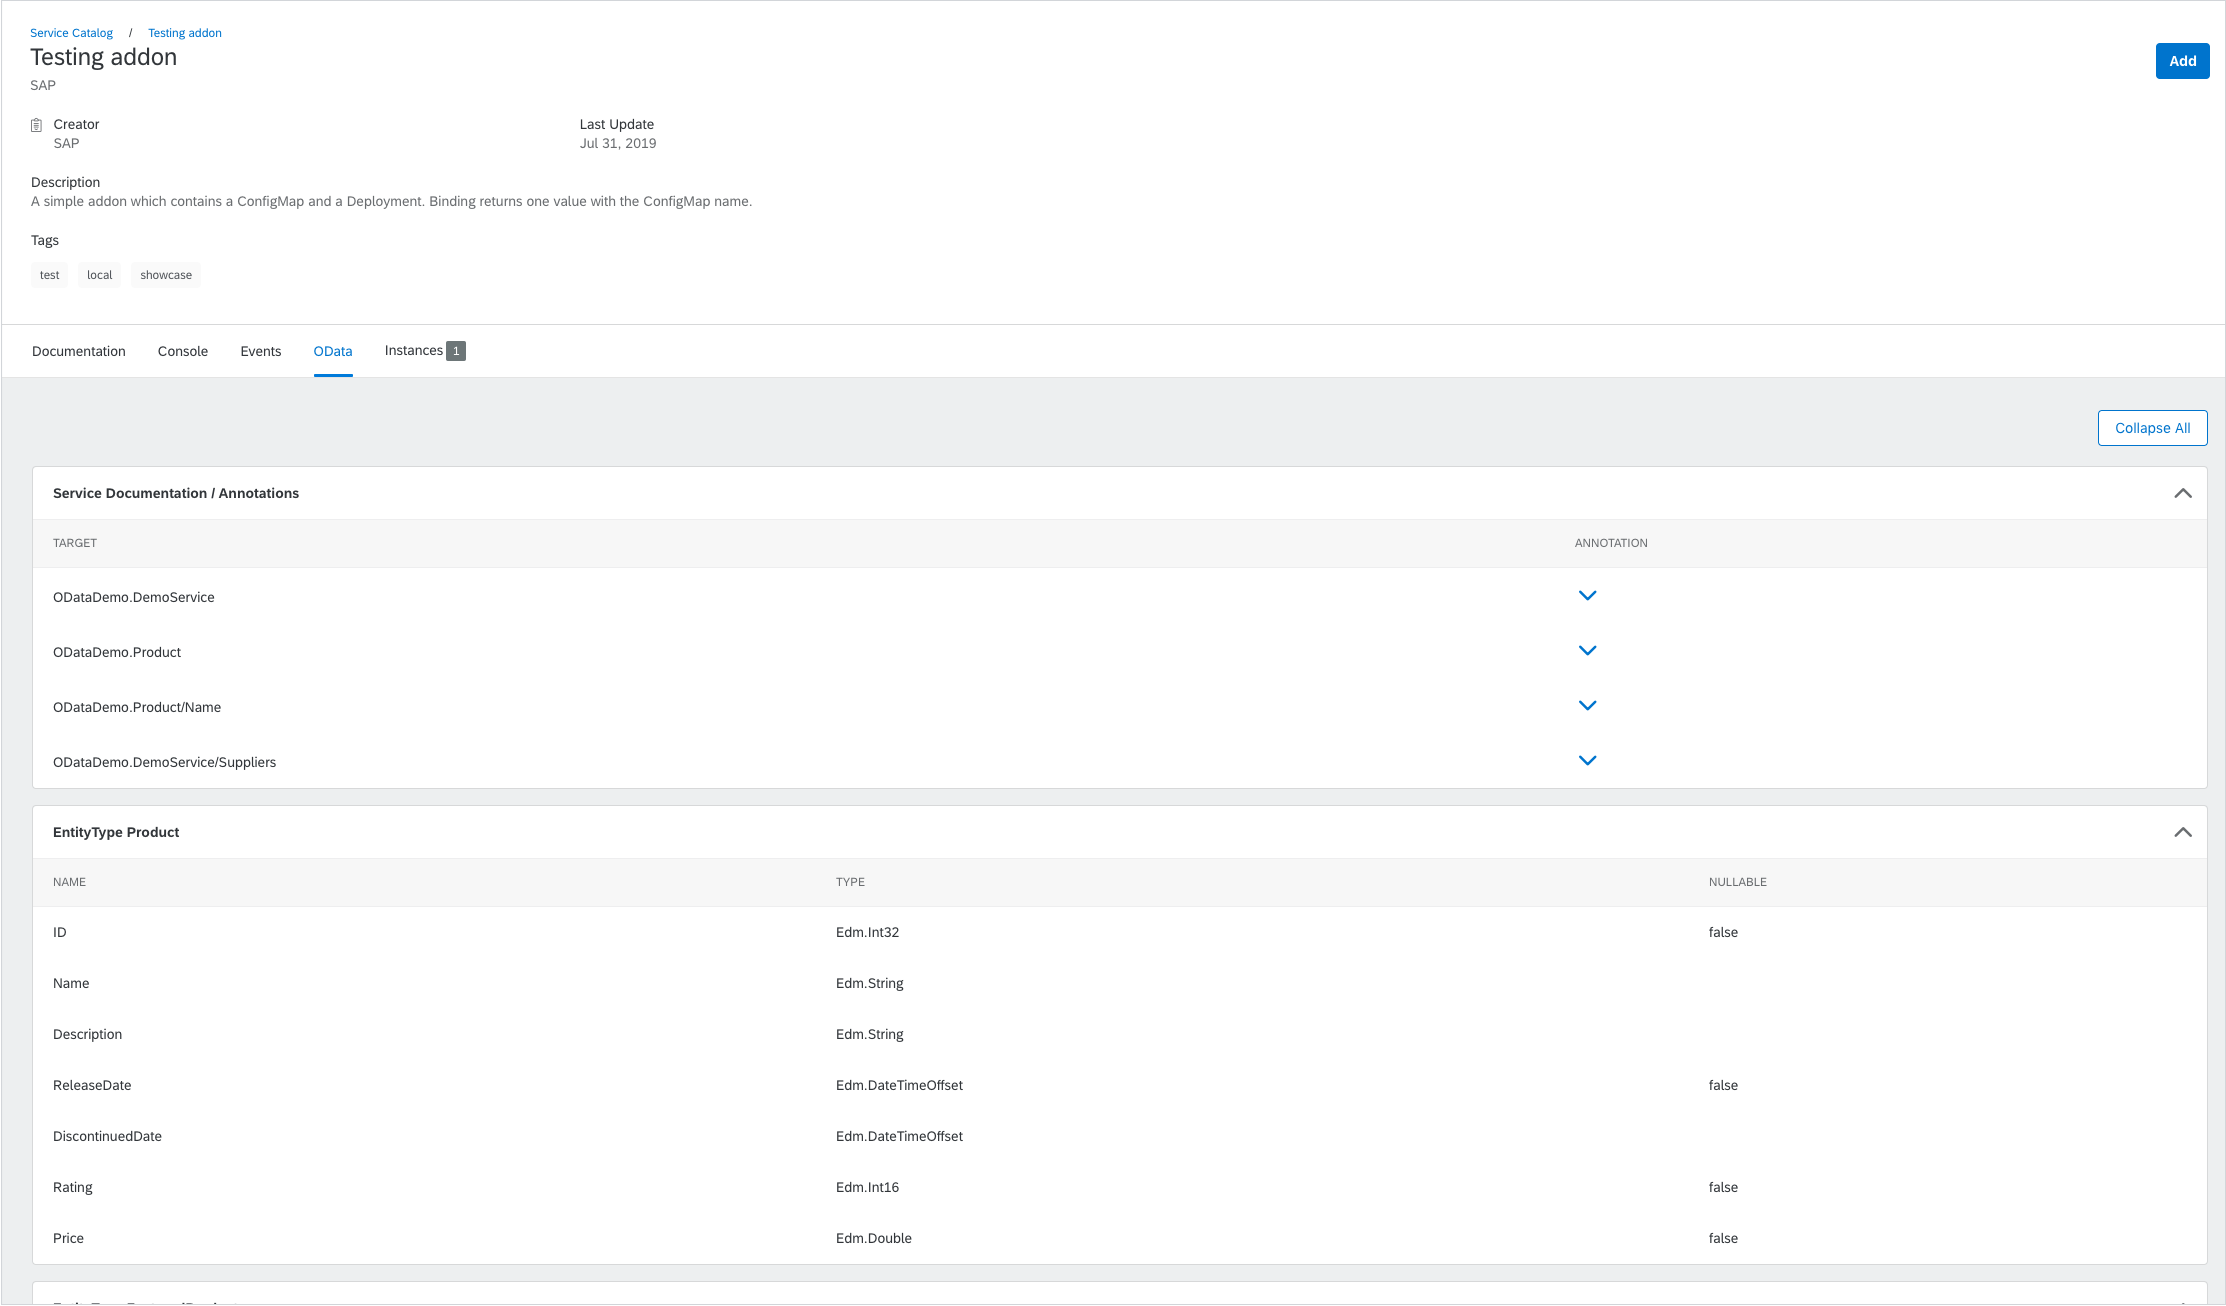 Service Catalog / Testing addon
Testing addon
Add
SAP
Creator
Last Update
SAP
Jul 31, 2019
Description
A simple addon which contains a ConfigMap and a Deployment. Binding returns one value with the ConfigMap name.
Tags
test local showcase
Documentation Console Events OData Instances 1
Collapse All
Service Documentation / Annotations
TARGET ANNOTATION
ODataDemo.DemoService
ODataDemo.Product
ODataDemo.Product/Name
ODataDemo.DemoService/Suppliers
EntityType Product
NAME TYPE NULLABLE
ID Edm.Int32 false
Name Edm.String
Description Edm.String
ReleaseDate Edm.DateTimeOffset false
DiscontinuedDate Edm.DateTimeOffset
Rating Edm.Int16 false
Price Edm.Double false